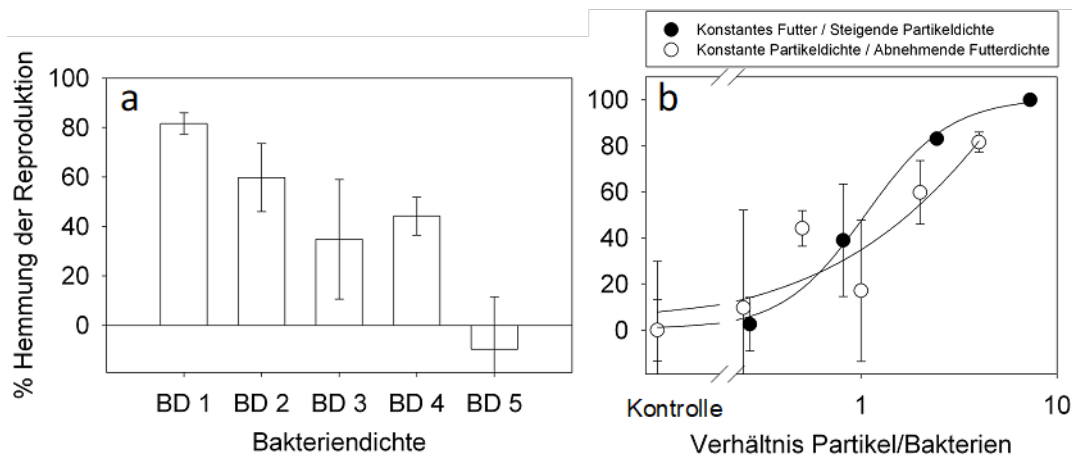 Konstantes Futter / Steigende Partikeldichte
Konstante Partikeldichte / Abnehmende Futterdichte
% Hemmung der Reproduktion
a
100
80
60
40
20
0
BD 1 BD 2 BD 3 BD 4 BD 5
Bakteriendichte
b
100
80
60
40
20
0
Kontrolle 1 10
Verhältnis Partikel/Bakterien